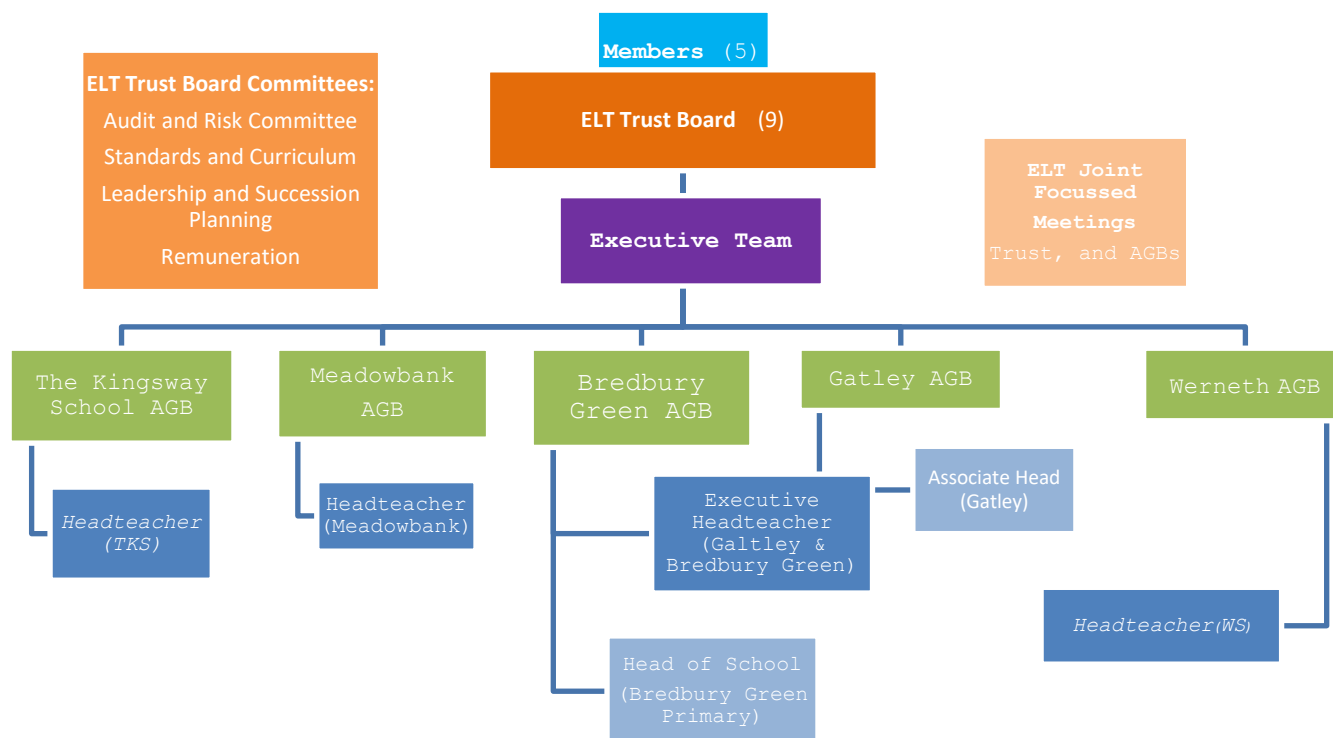 Members (5)
ELT Trust Board Committees:
Audit and Risk Committee
Standards and Curriculum
Leadership and Succession
Planning
Remuneration
ELT Trust Board (9)
ELT Joint
Focussed
Meetings
Trust, and AGBs
Executive Team
The Kingsway
School AGB
Meadowbank
AGB
Bredbury
Green AGB
Gatley AGB
Werneth AGB
Headteacher
(TKS)
Headteacher
(Meadowbank)
Executive
Headteacher
(Galtley &
Bredbury Green)
Associate Head
(Gatley)
Headteacher(WS)
Head of School
(Bredbury Green
Primary)